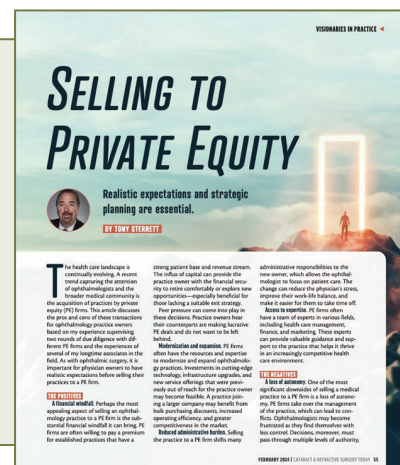 VISIONARIES IN PRACTICE
SELLING TO
PRIVATE EQUITY
Realistic expectations and strategic
planning are essential.
BY TONY STERRETT
The health care landscape is
continually evolving. A recent
trend capturing the attention
of ophthalmologists and the
broader medical community is
the acquisition of practices by private
equity (PE) firms. This article discusses
the pros and cons of these transactions
for ophthalmology practice owners
based on my experience supervising
two rounds of due diligence with dif-
ferent PE firms and the experiences of
several of my longtime associates in the
field. As with ophthalmic surgery, it is
important for physician owners to have
realistic expectations before selling their
practices to a PE firm.
THE POSITIVES
A financial windfall. Perhaps the most
appealing aspect of selling an ophthal-
mology practice to a PE firm is the sub-
stantial financial windfall it can bring. PE
firms are often willing to pay a premium
for established practices that have a
strong patient base and revenue stream.
The influx of capital can provide the
practice owner with the financial secu-
rity to retire comfortably or explore new
opportunities—especially beneficial for
those lacking a suitable exit strategy.
Peer pressure can come into play in
these decisions. Practice owners hear
their counterparts are making lucrative
PE deals and do not want to be left
behind.
Modernization and expansion. PE firms
often have the resources and expertise
to modernize and expand ophthalmolo-
gy practices. Investments in cutting-edge
technology, infrastructure upgrades, and
new service offerings that were previ-
ously out of reach for the practice owner
may become feasible. A practice join-
ing a larger company may benefit from
bulk purchasing discounts, increased
operating efficiency, and greater
competitiveness in the market.
Reduced administrative burden. Selling
the practice to a PE firm shifts many
administrative responsibilities to the
new owner, which allows the ophthal-
mologist to focus on patient care. The
change can reduce the physician's stress,
improve their work-life balance, and
make it easier for them to take time off.
Access to expertise. PE firms often
have a team of experts in various fields,
including health care management,
finance, and marketing. These experts
can provide valuable guidance and sup-
port to the practice that helps it thrive
in an increasingly competitive health
care environment.
THE NEGATIVES
A loss of autonomy. One of the most
significant downsides of selling a medical
practice to a PE firm is a loss of autono-
my. PE firms take over the management
of the practice, which can lead to con-
flicts. Ophthalmologists may become
frustrated as they find themselves with
less control. Decisions, moreover, must
pass through multiple levels of authority,
FEBRUARY 2024 | CATARACT & REFRACTIVE SURGERY TODAY 55